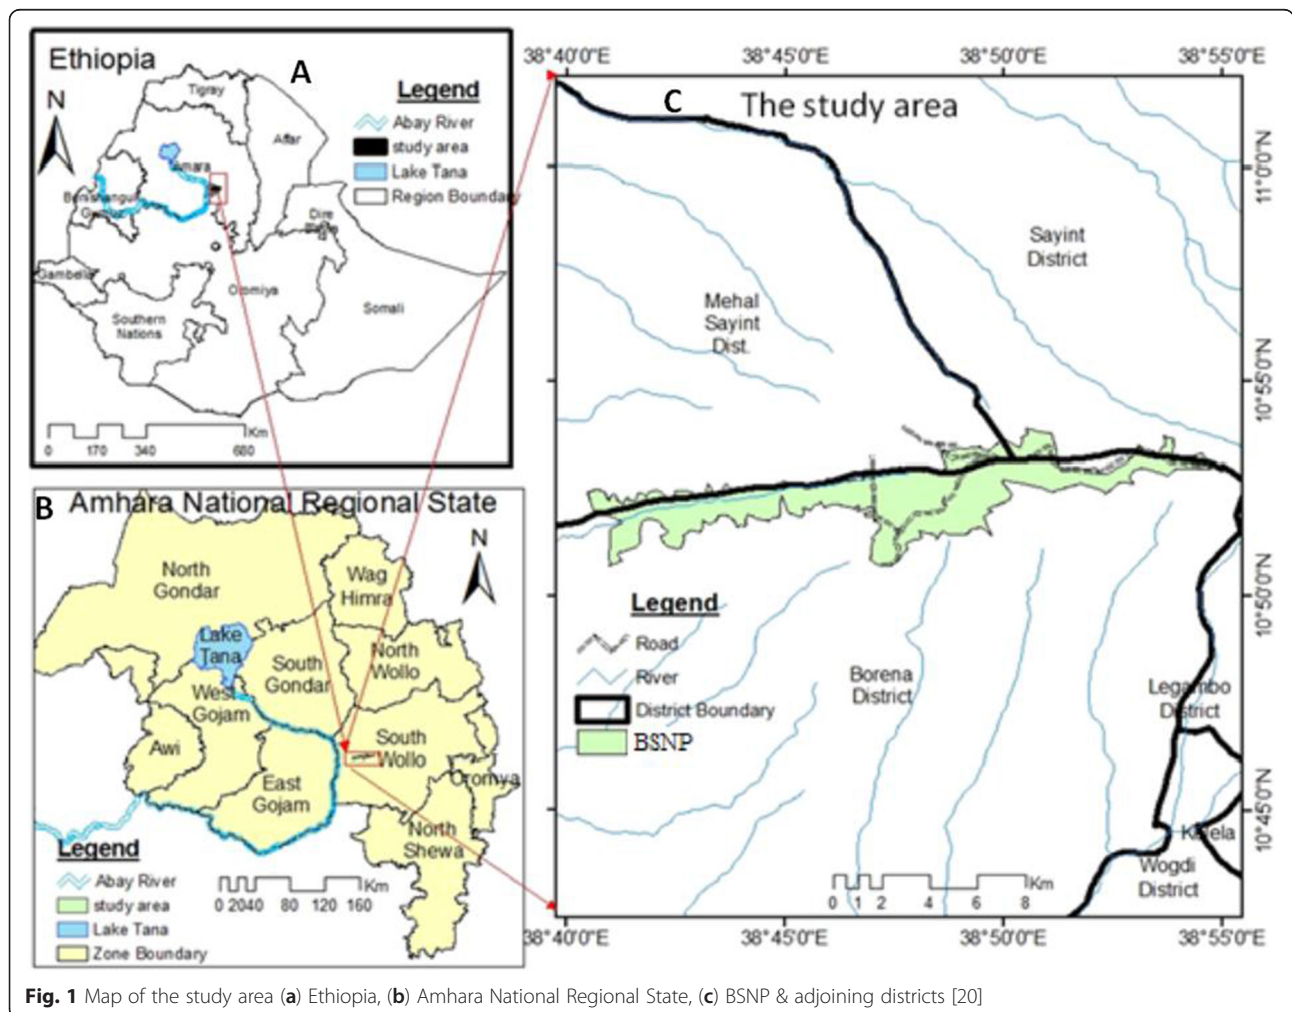 Ethiopia
A
N
Tigray
Affar
Amara
Dire
Gambella
Oromiya
Somali
Southern
Nations
Legend
Abay River
study area
Lake Tana
Region Boundary
Km
0 170 340 680
B
Amhara National Regional State
N
North
Gondar
Wag
Himra
Lake
Tana
South
Gondar
North
Wollo
West
Gojam
Awi
South
Wollo
East
Gojam
Oromya
North
Shewa
Legend
Abay River
study area
Lake Tana
Zone Boundary
Km
0 20 40 80 120 160
38°40'0"E 38°45'0"E 38°50'0"E 38°55'0"E
C
The study area
11°0'0"N
10°55'0"N
10°50'0"N
10°45'0"N
Sayint
District
Mehal
Sayint
Dist.
Borena
District
Legambo
District
Wogdi
District
Legend
Road
River
District Boundary
BSNP
Km
0 1 2 4 6 8
38°40'0"E 38°45'0"E 38°50'0"E 38°55'0"E
Fig. 1 Map of the study area (a) Ethiopia, (b) Amhara National Regional State, (c) BSNP & adjoining districts [20]